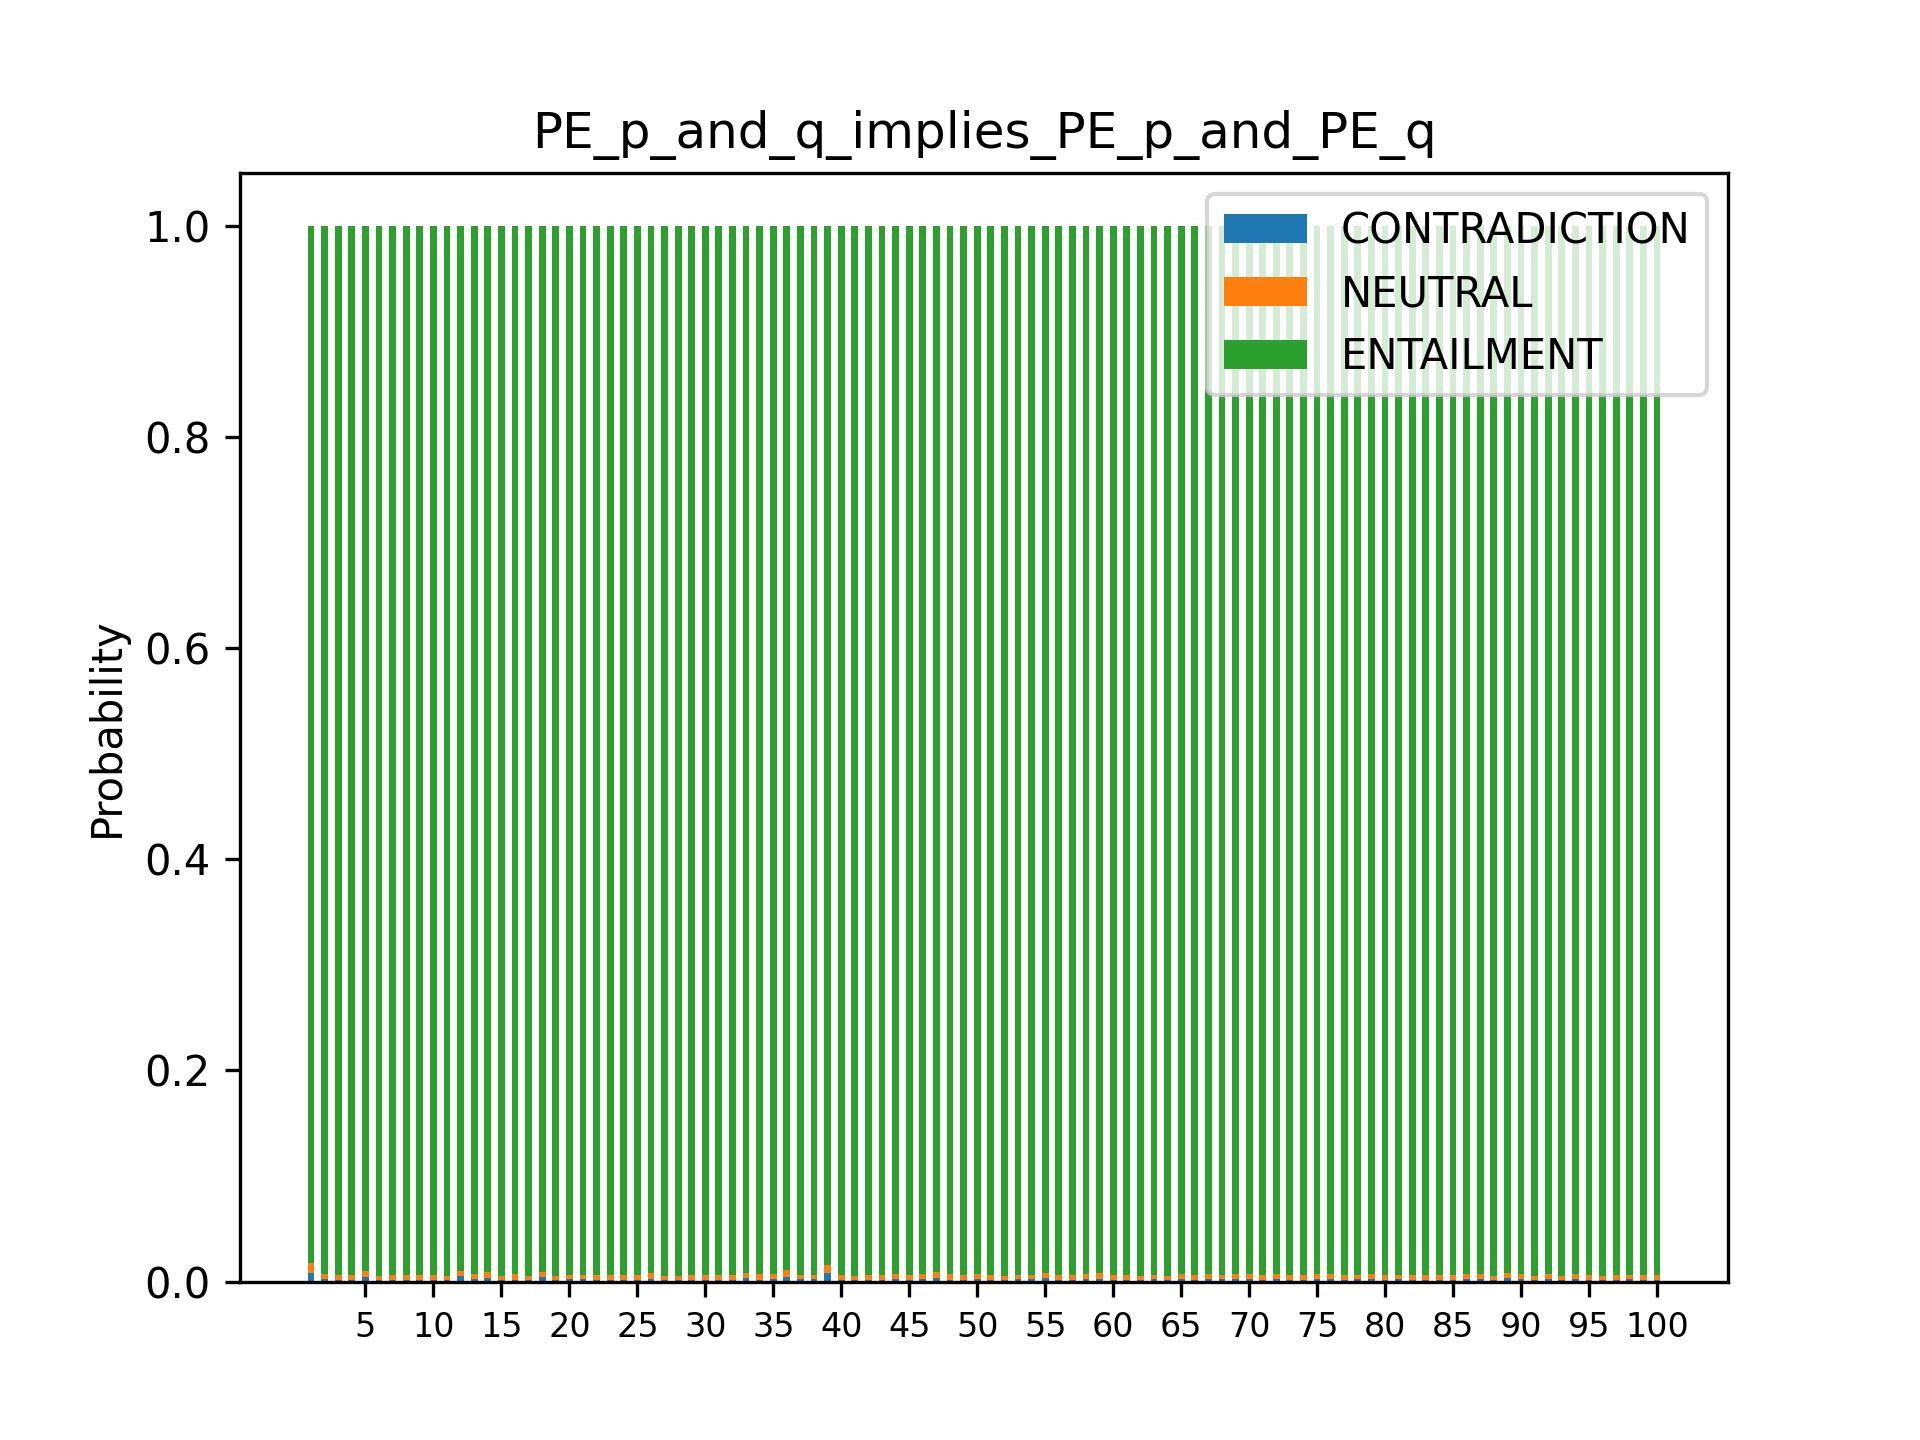 PE_p_and_q_implies_PE_p_and_PE_q
CONTRADICTION
NEUTRAL
ENTAILMENT
Probability
1.0
0.8
0.6
0.4
0.2
0.0
5 10 15 20 25 30 35 40 45 50 55 60 65 70 75 80 85 90 95 100